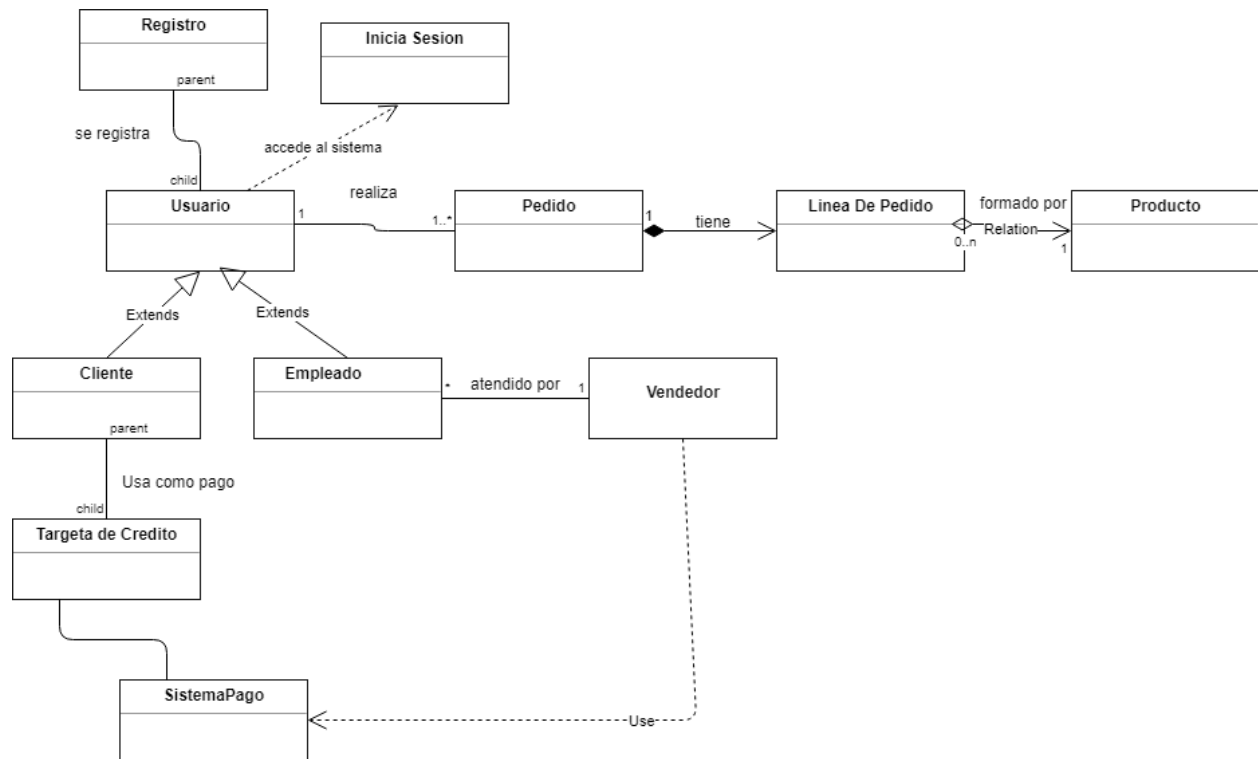 Registro
parent
Inicia Sesion
se registra
accede al sistema
child
Usuario
1
realiza
1..*
Pedido
1
tiene
Linea De Pedido
0..n
formado por
Relation
1
Producto
Extends
Extends
Cliente
parent
Empleado
*
atendido por
1
Vendedor
Usa como pago
child
Targeta de Credito
SistemaPago
Use